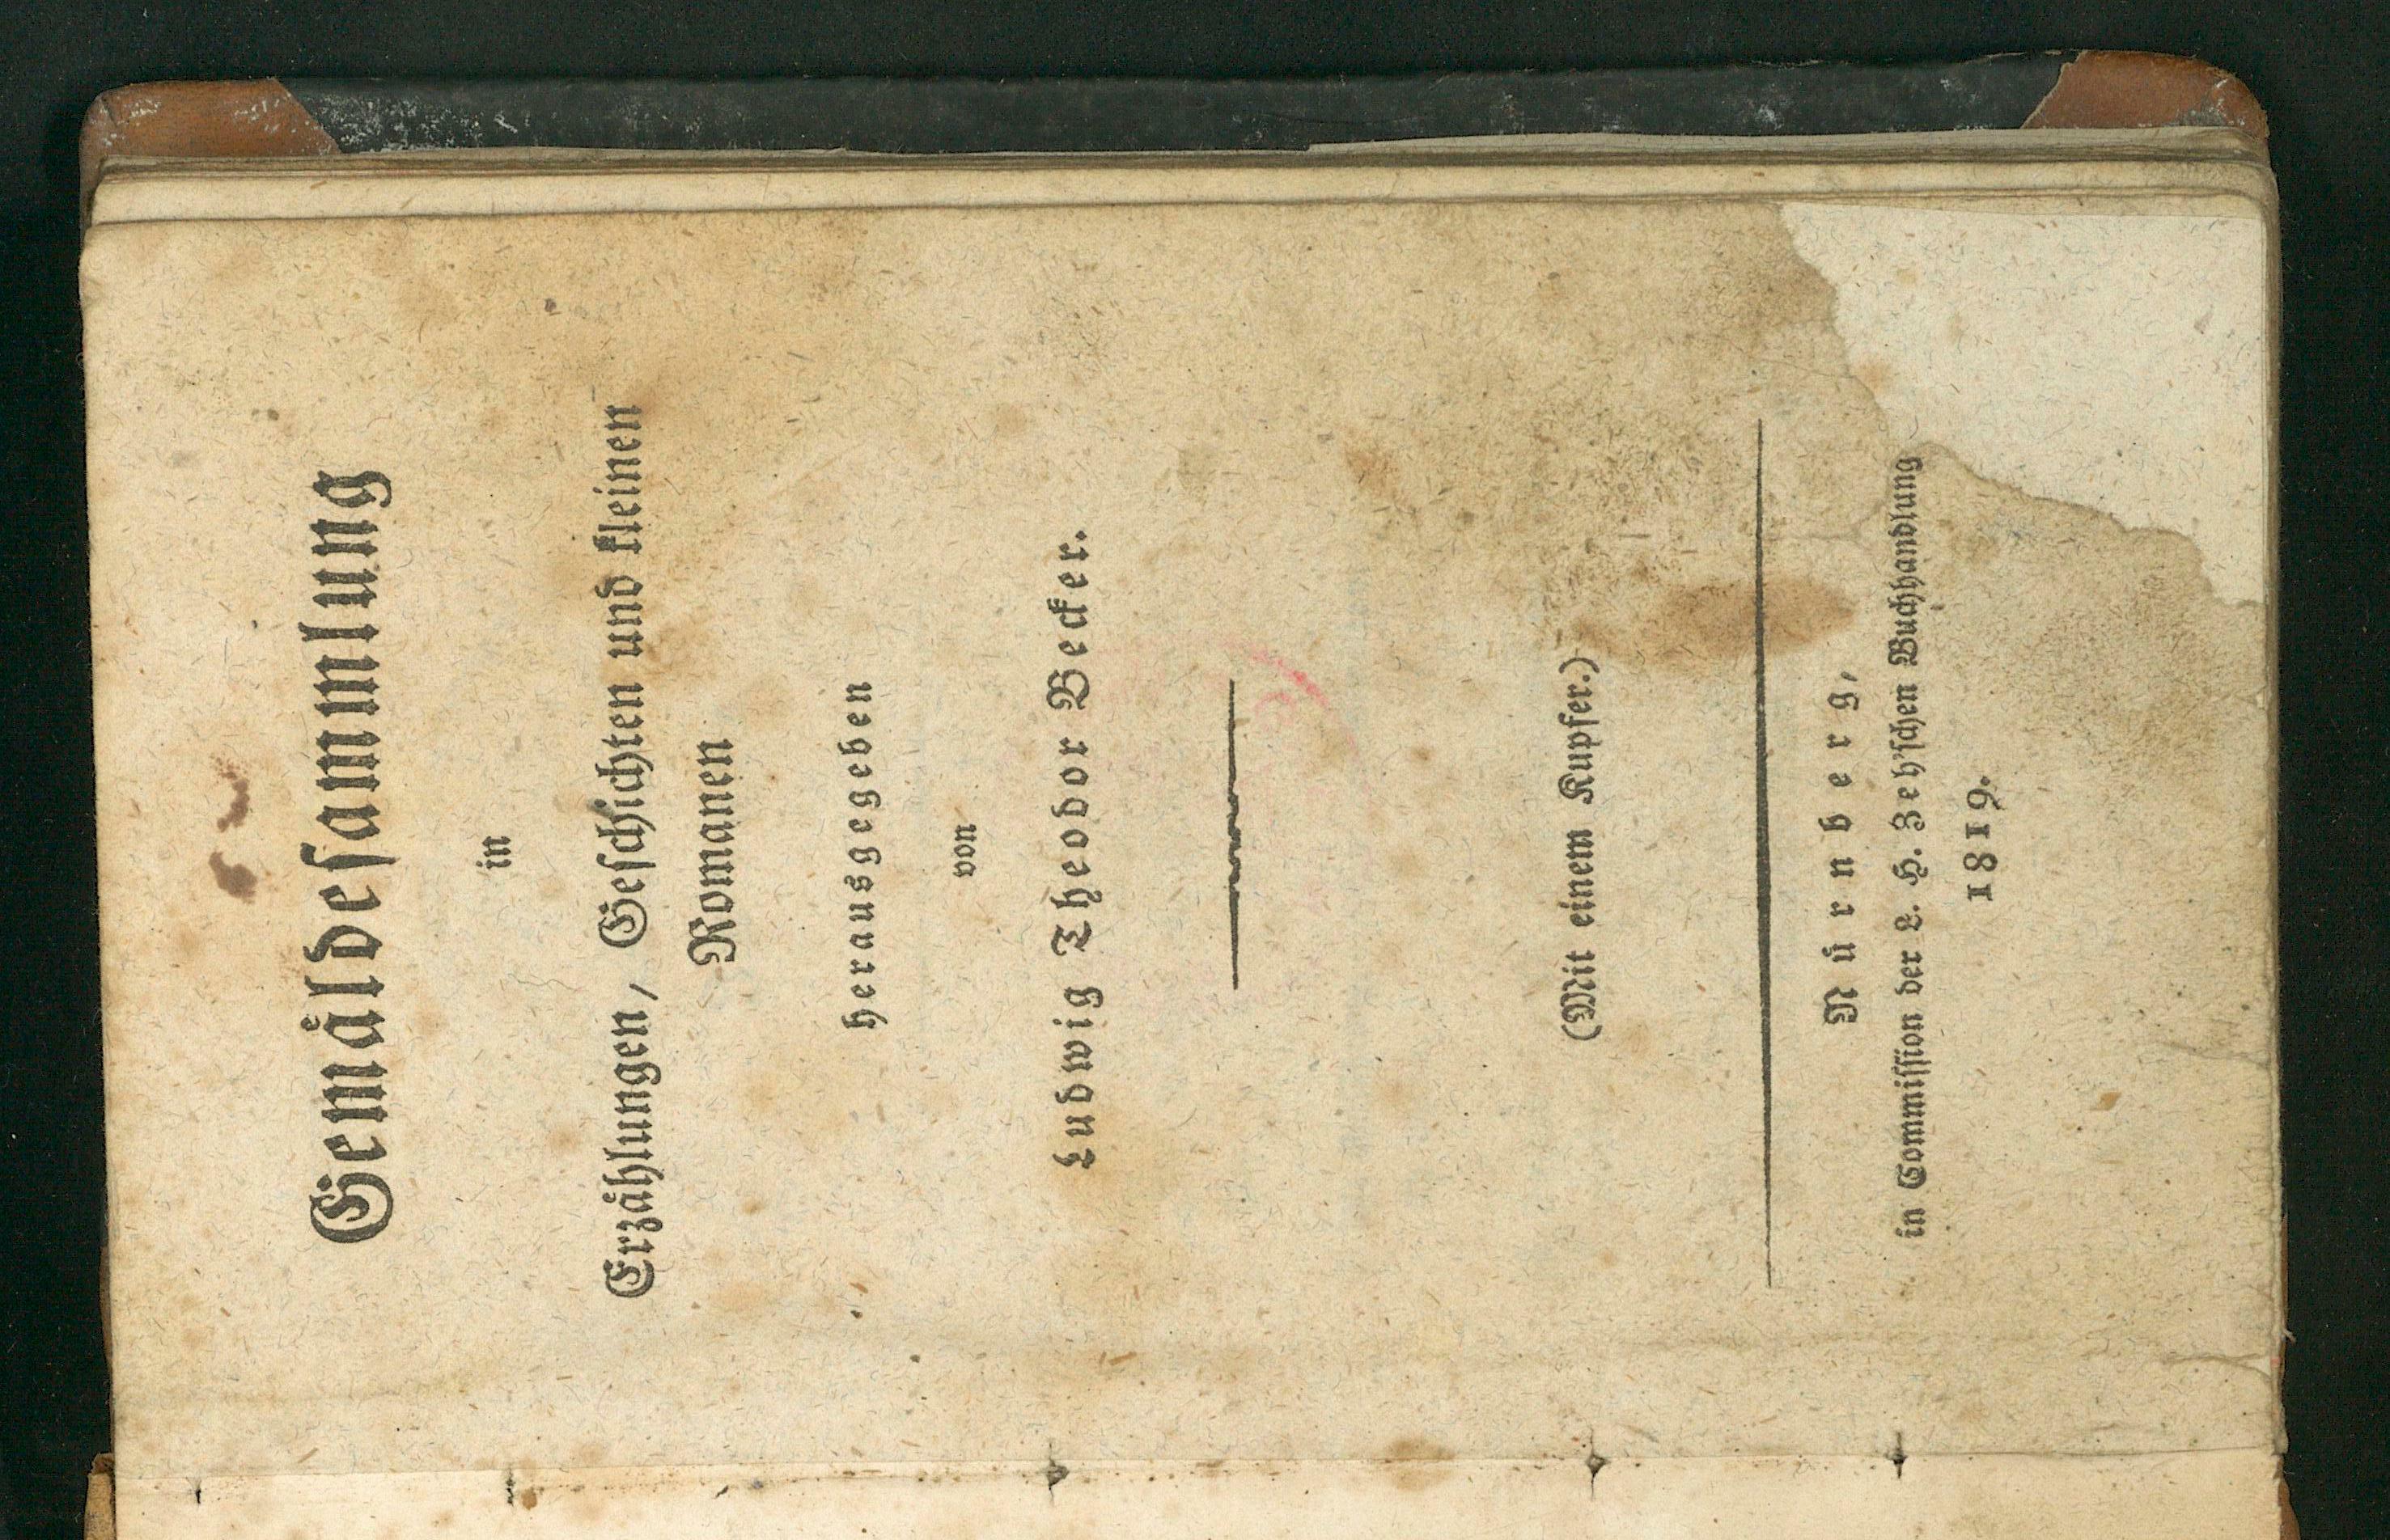 Gemäldesammlung
in
Erzählungen, Geschichten und kleinen
Romanen
herausgegeben
von
Ludwig Theodor Becker.
(Mit einem Kupfer.)
Nürnberg,
in Commission der L. H. Zeh'schen Buchhandlung
1819.